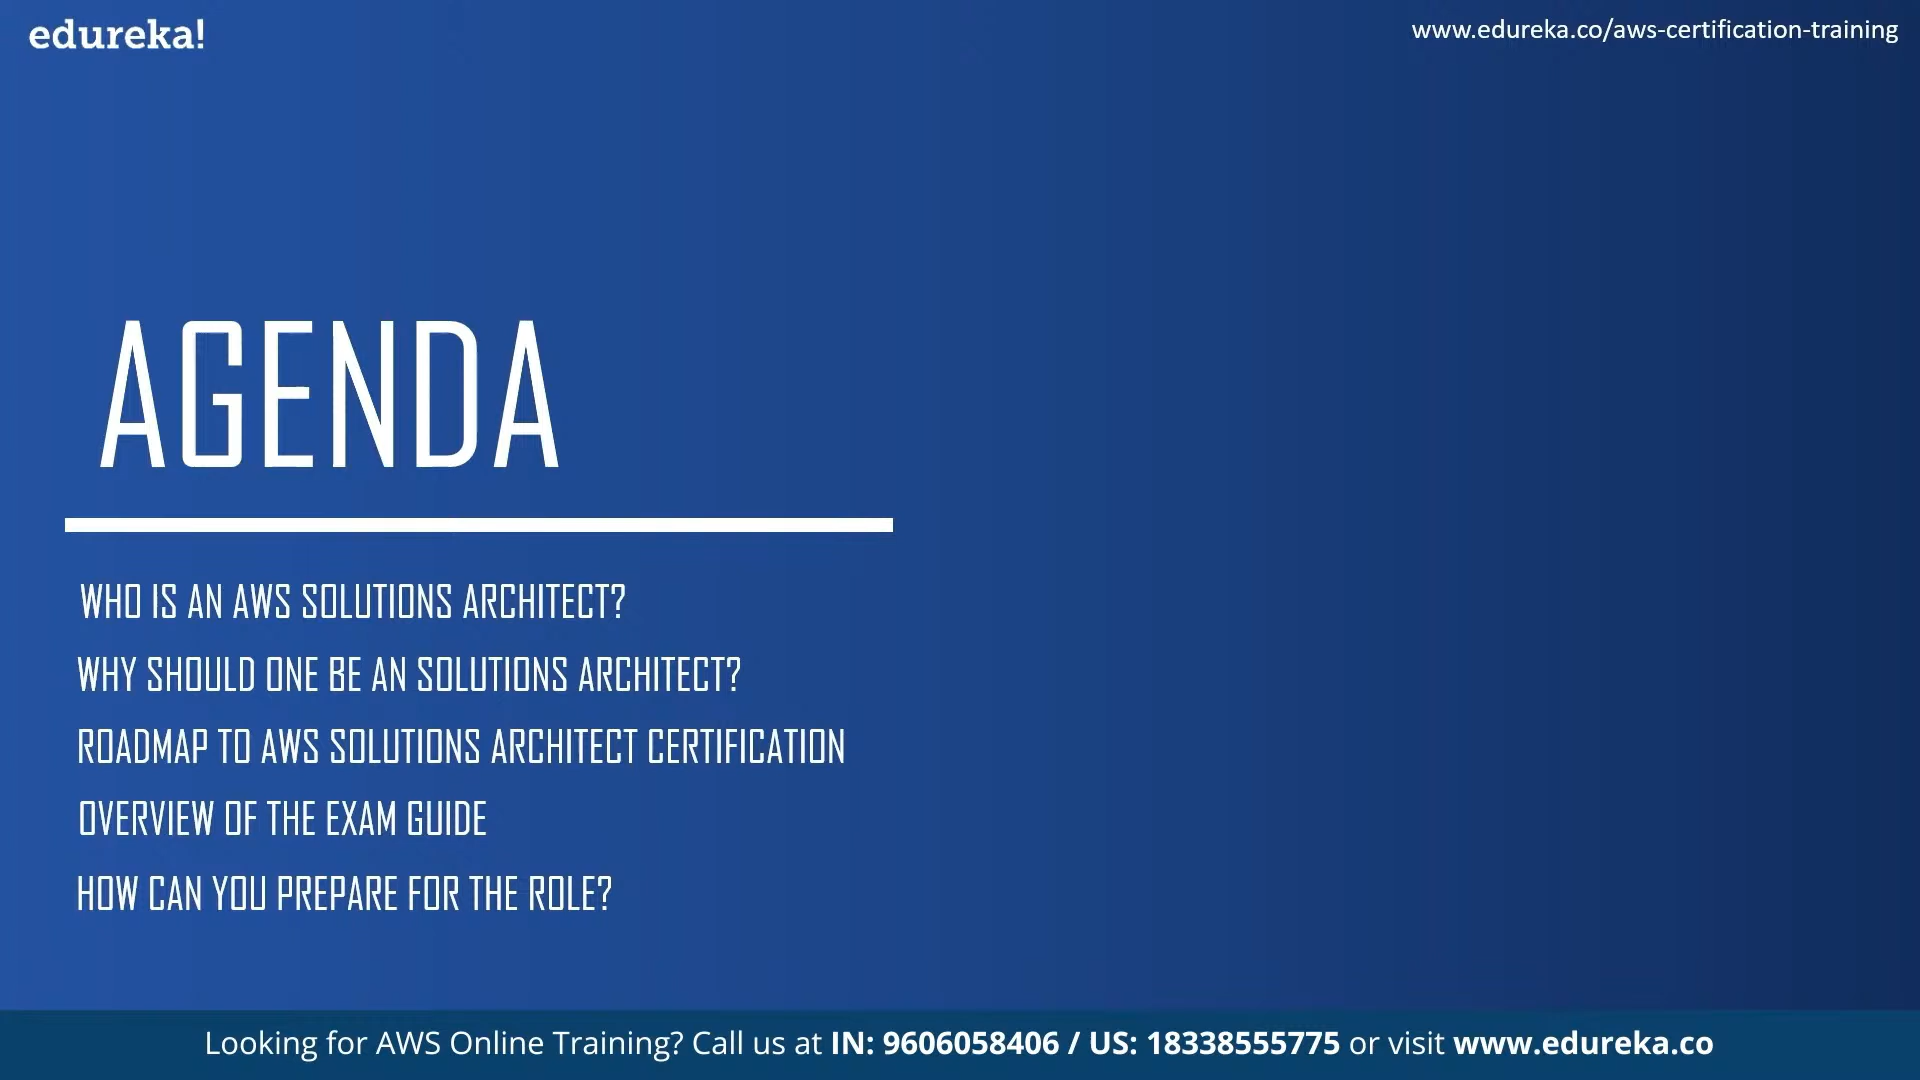 edureka!
www.edureka.co/aws-certification-training
AGENDA
WHO IS AN AWS SOLUTIONS ARCHITECT?
WHY SHOULD ONE BE AN SOLUTIONS ARCHITECT?
ROADMAP TO AWS SOLUTIONS ARCHITECT CERTIFICATION
OVERVIEW OF THE EXAM GUIDE
HOW CAN YOU PREPARE FOR THE ROLE?
Looking for AWS Online Training? Call us at IN: 9606058406 / US: 18338555775 or visit www.edureka.co